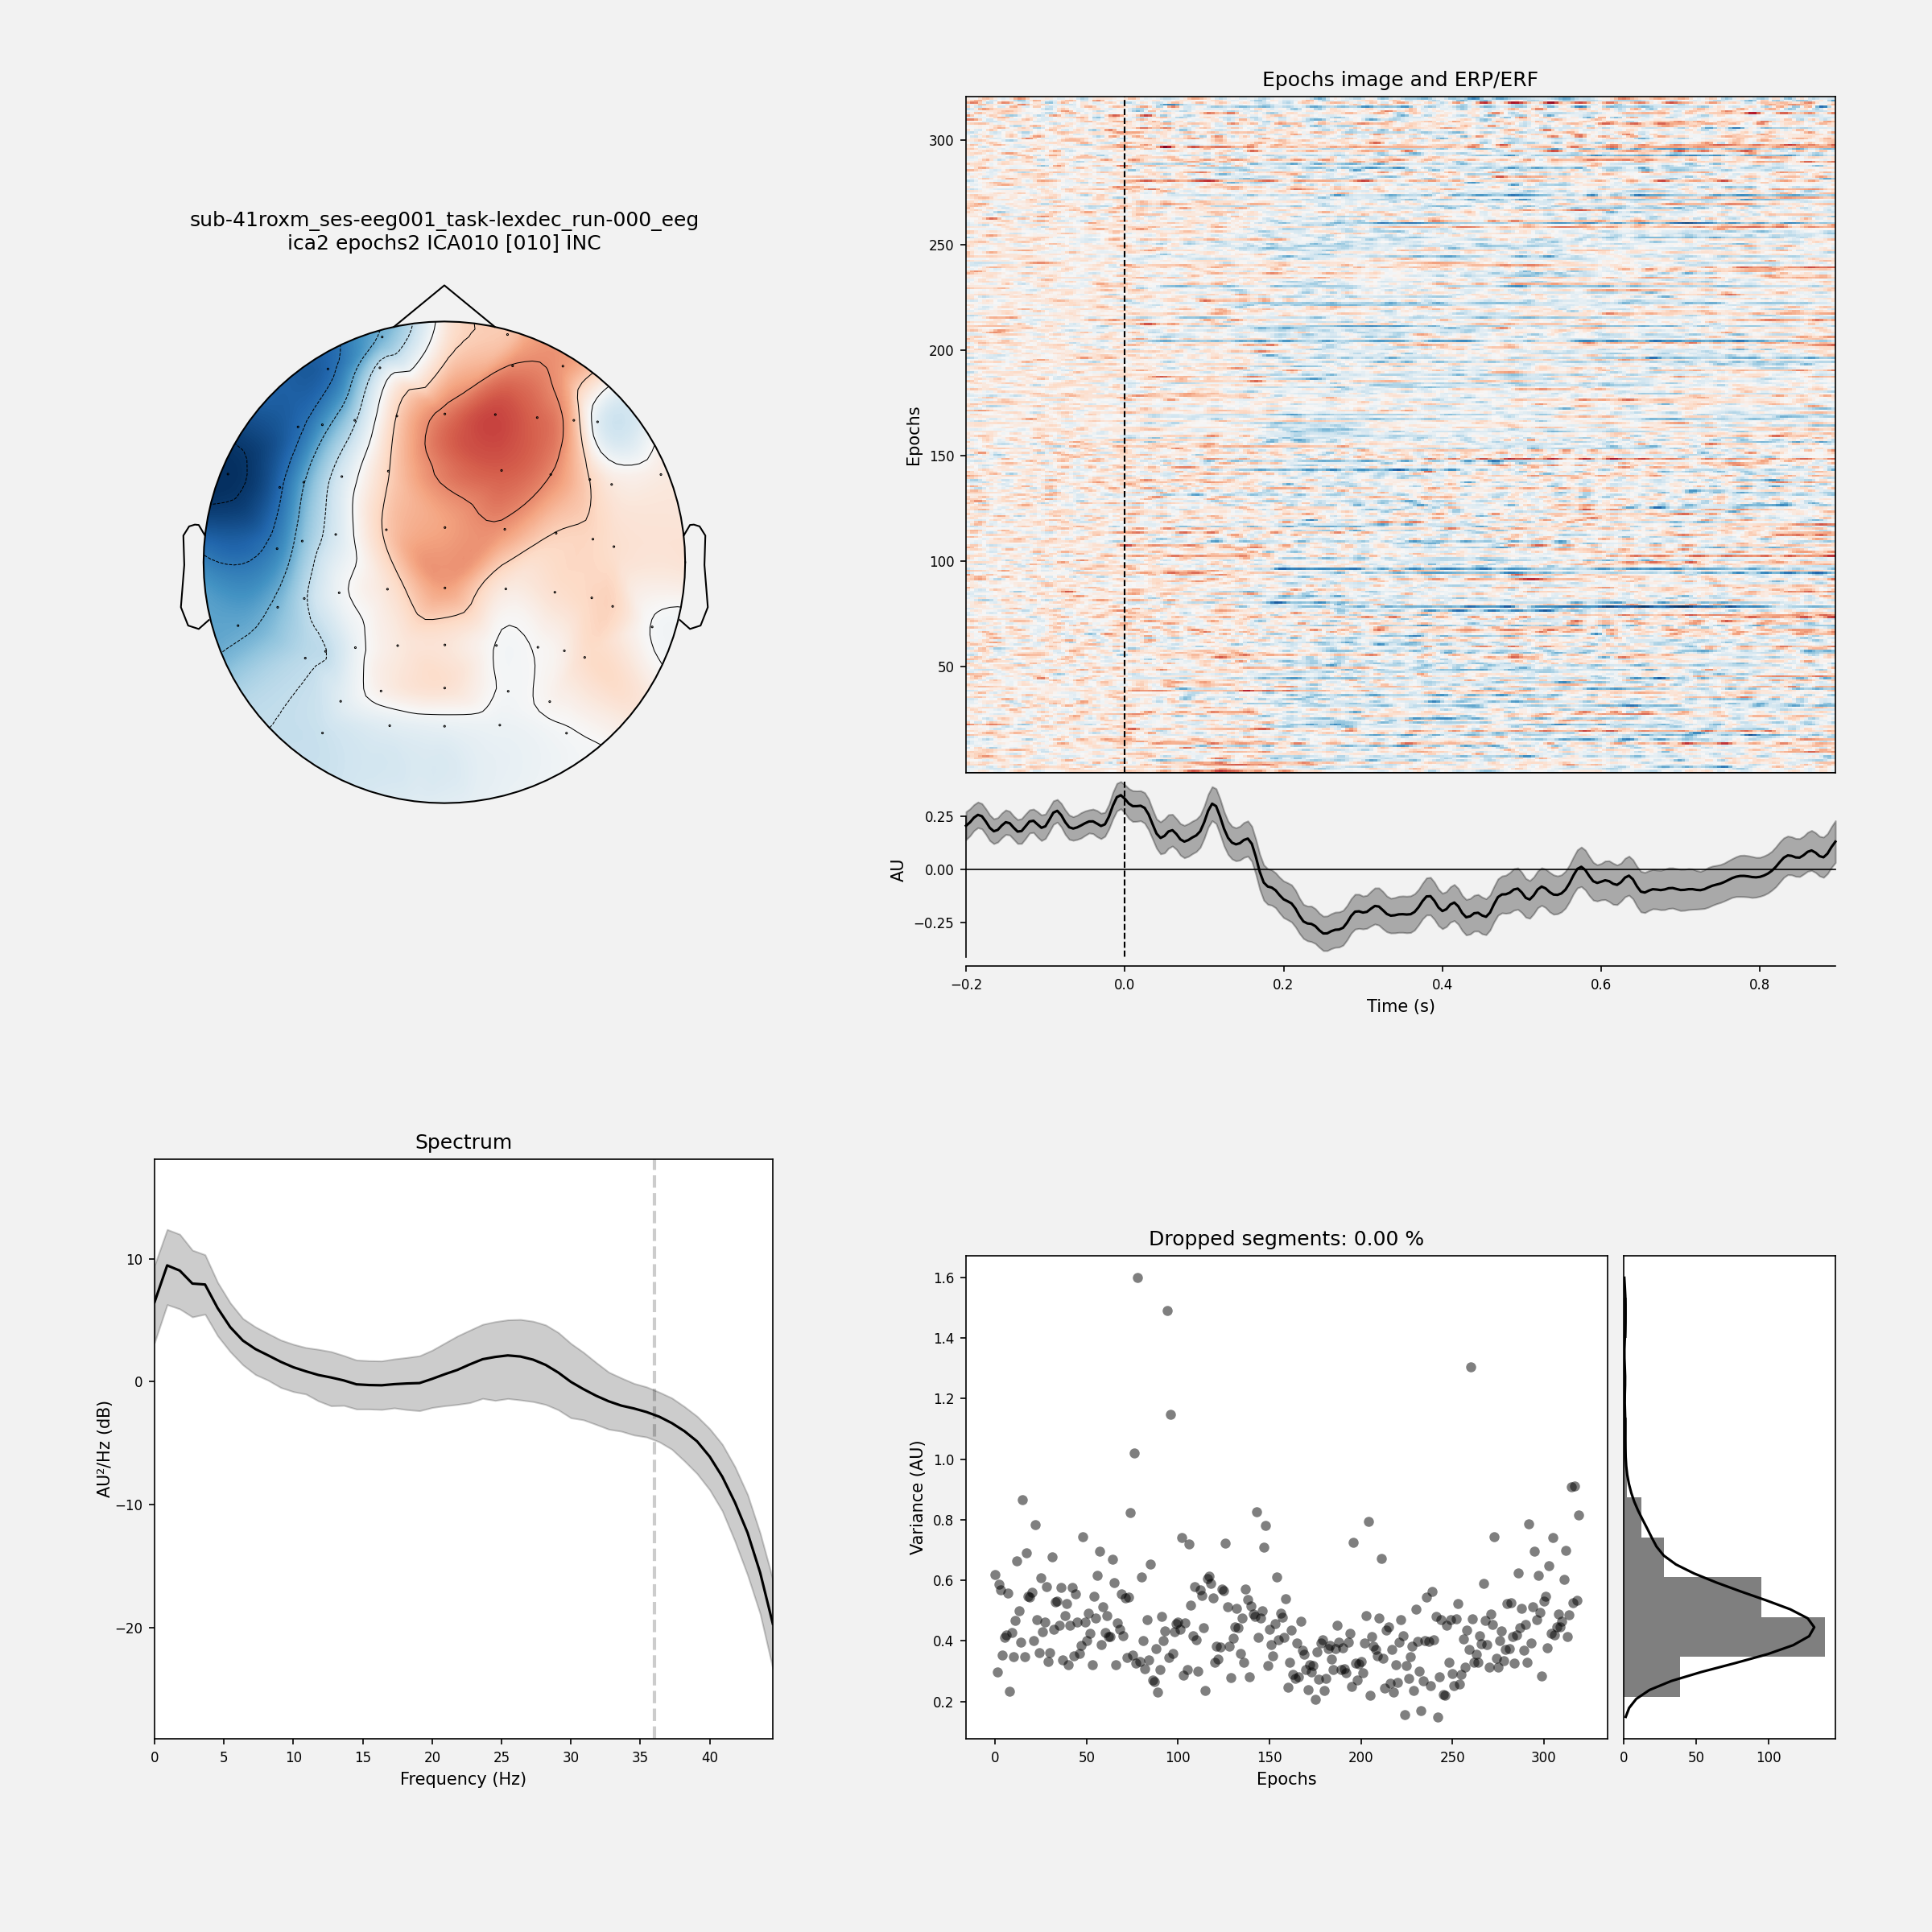 sub-41roxm_ses-eeg001_task-lexdec_run-000_eeg
ica2 epochs2 ICA010 [010] INC
Epochs image and ERP/ERF
300
250
200
150
100
50
Epochs
0.25
0.00
−0.25
AU
−0.2 0.0 0.2 0.4 0.6 0.8
Time (s)
Spectrum
10
0
−10
−20
AU²/Hz (dB)
0 5 10 15 20 25 30 35 40
Frequency (Hz)
Dropped segments: 0.00 %
1.6
1.4
1.2
1.0
0.8
0.6
0.4
0.2
Variance (AU)
0 50 100 150 200 250 300
Epochs
0 50 100